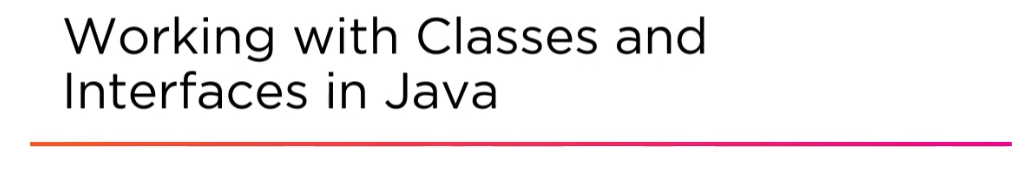 Working with Classes and
Interfaces in Java